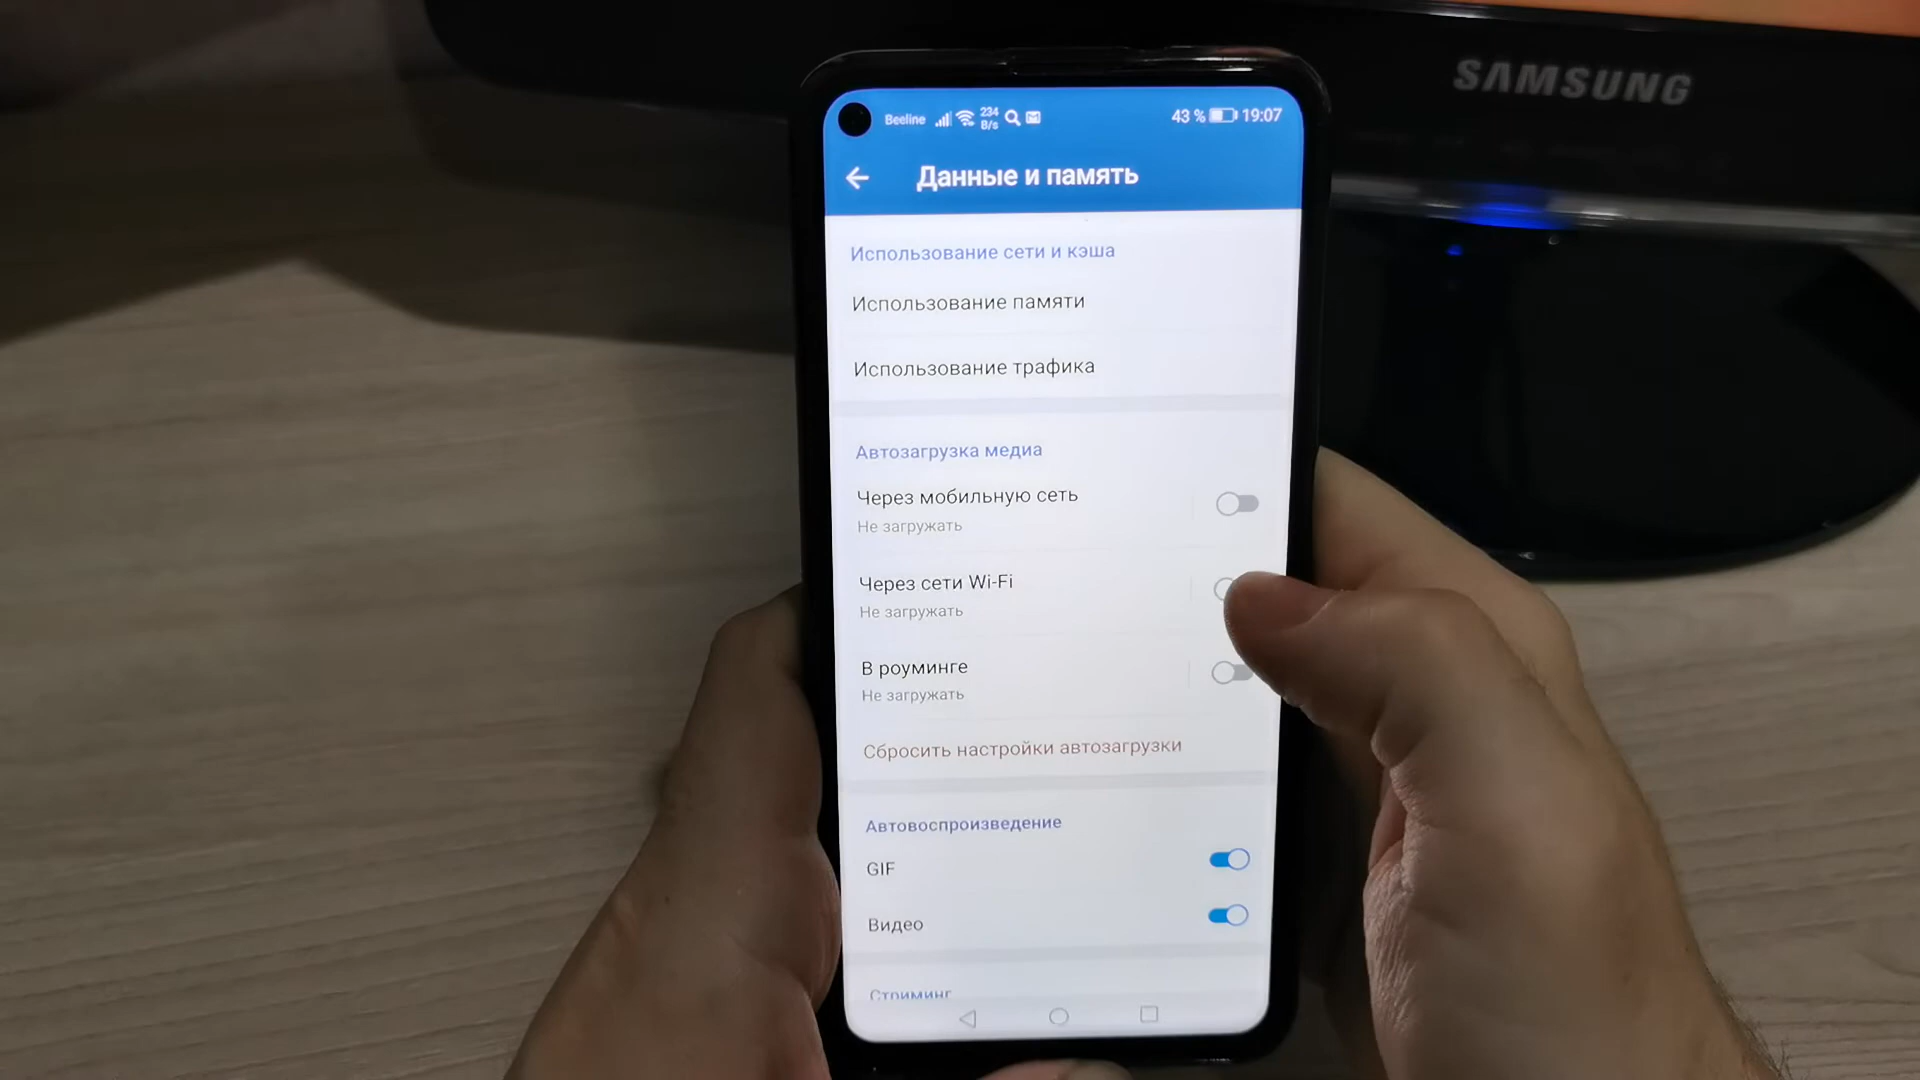 SAMSUNG
Beeline 234 B/s 43 % 19:07
Данные и память
Использование сети и кэша
Использование памяти
Использование трафика
Автозагрузка медиа
Через мобильную сеть
Не загружать
Через сети Wi-Fi
Не загружать
В роуминге
Не загружать
Сбросить настройки автозагрузки
Автовоспроизведение
GIF
Видео
Стриминг